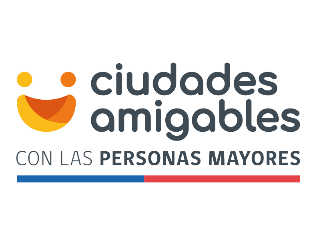 ciudades
amigables
CON LAS PERSONAS MAYORES